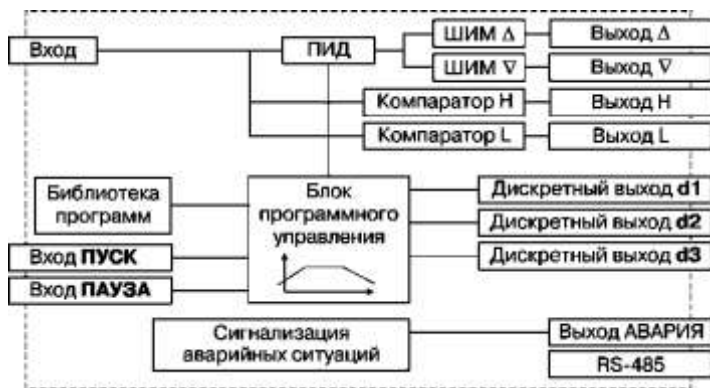 Вход
ПИД
ШИМ Δ
Выход Δ
ШИМ ∇
Выход ∇
Компаратор H
Выход H
Компаратор L
Выход L
Библиотека
программ
Блок
программного
управления
Дискретный выход d1
Дискретный выход d2
Дискретный выход d3
Вход ПУСК
Вход ПАУЗА
Сигнализация
аварийных ситуаций
Выход АВАРИЯ
RS-485